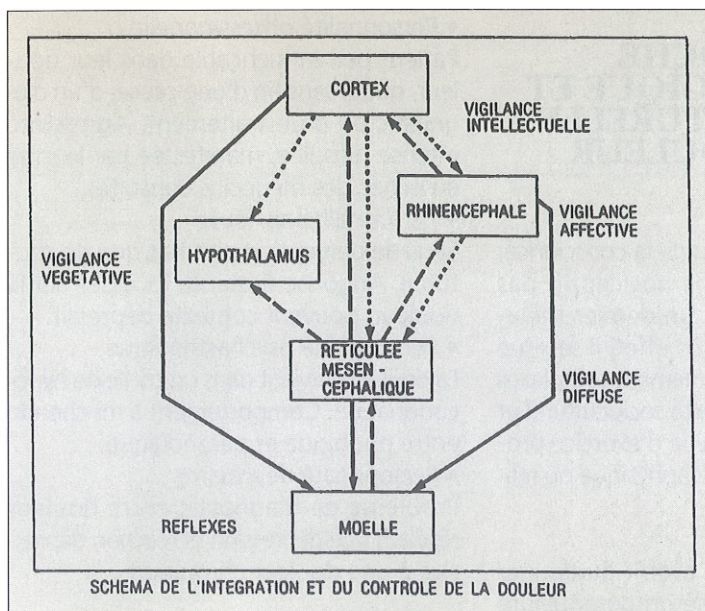 CORTEX
VIGILANCE
INTELLECTUELLE
RHINENCEPHALE
VIGILANCE
AFFECTIVE
HYPOTHALAMUS
VIGILANCE
VEGETATIVE
RETICULEE
MESEN -
CEPHALIQUE
VIGILANCE
DIFFUSE
REFLEXES
MOELLE
SCHEMA DE L'INTEGRATION ET DU CONTROLE DE LA DOULEUR